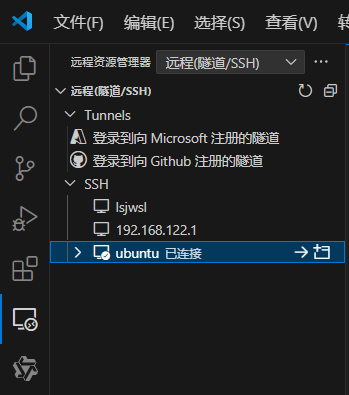 文件(F) 编辑(E) 选择(S) 查看(V)
远程资源管理器 远程(隧道/SSH)
远程(隧道/SSH)
Tunnels
登录到向 Microsoft 注册的隧道
登录到向 Github 注册的隧道
SSH
lsjwsl
192.168.122.1
ubuntu 已连接